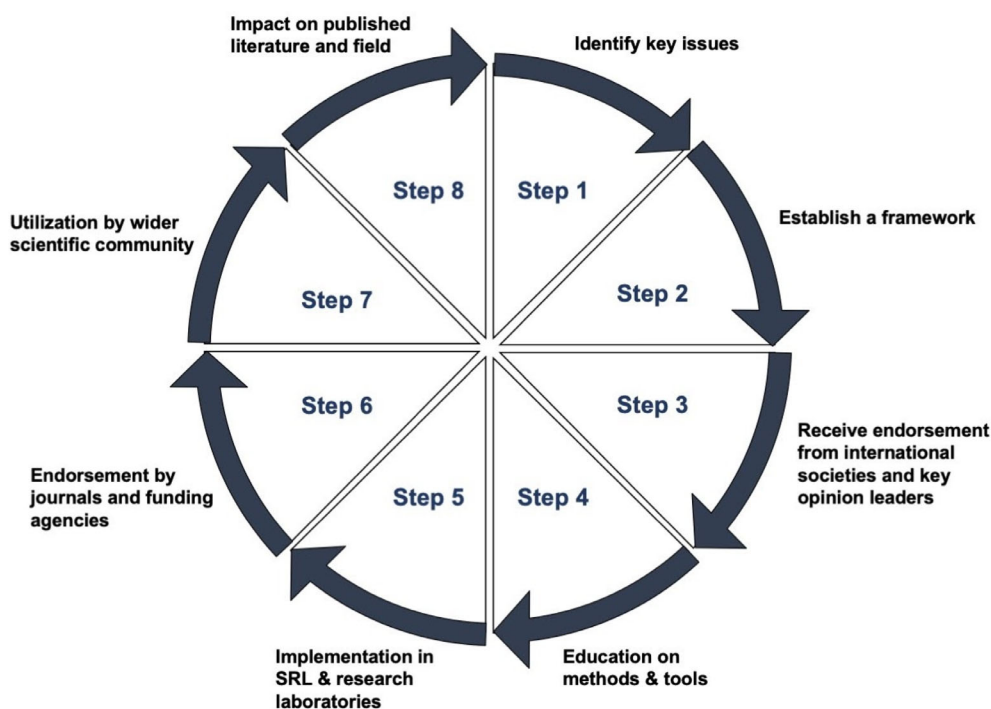 Impact on published
literature and field
Identify key issues
Step 8
Step 1
Utilization by wider
scientific community
Establish a framework
Step 7
Step 2
Step 6
Step 3
Endorsement by
journals and funding
agencies
Receive endorsement
from international
societies and key
opinion leaders
Step 5
Step 4
Implementation in
SRL & research
laboratories
Education on
methods & tools